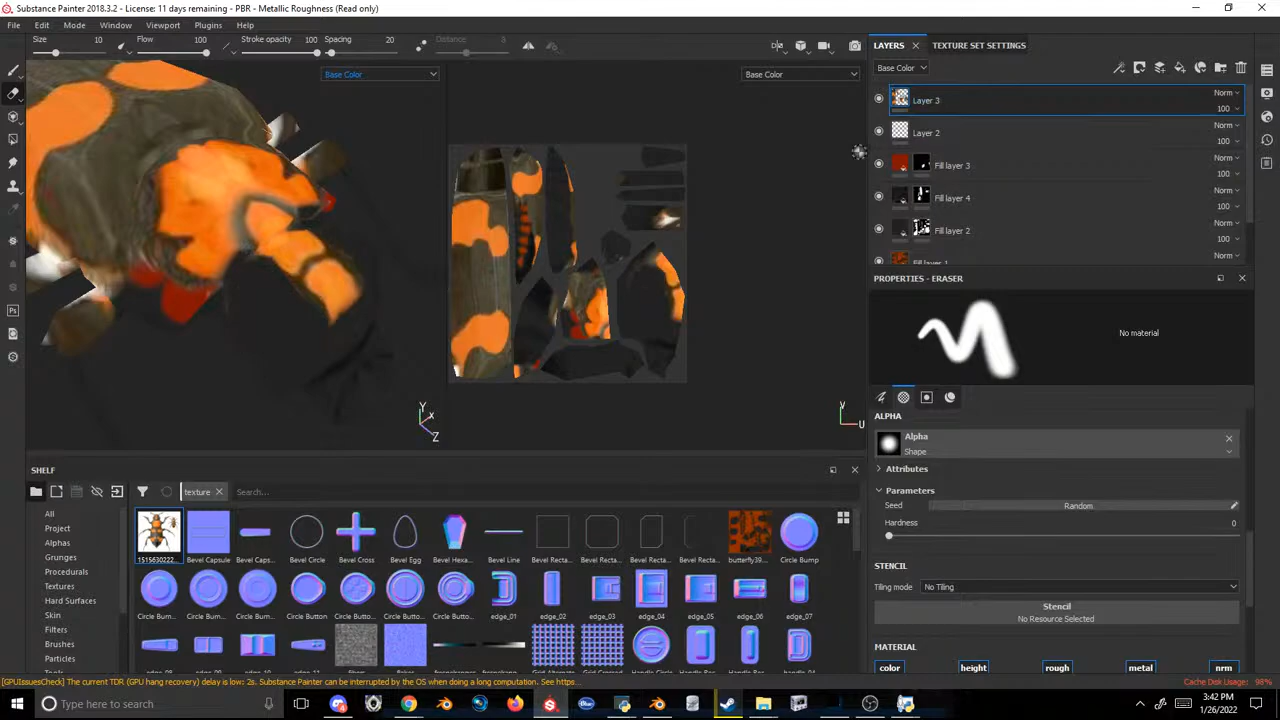 Substance Painter 2018.3.2 - License: 11 days remaining - PBR - Metallic Roughness (Read only)
File Edit Mode Window Viewport Plugins Help
Size 10 Flow 100 Stroke opacity 100 Spacing 20 Distance 8
LAYERS TEXTURE SET SETTINGS
Base Color Base Color Base Color
Layer 3 Norm 100
Layer 2 Norm 100
Fill layer 3 Norm 100
Fill layer 4 Norm 100
Fill layer 2 Norm 100
Fill layer 1 Norm
PROPERTIES - ERASER
No material
Y X Z V U
ALPHA
Alpha
Shape
Attributes
Parameters
Seed Random
Hardness 0
STENCIL
Tiling mode No Tiling
Stencil
No Resource Selected
MATERIAL
color height rough metal nrm
SHELF
texture Search...
All
Project
Alphas
Grunges
Procedurals
Textures
Hard Surfaces
Skin
Filters
Brushes
Particles
1515630222... Bevel Capsule Bevel Caps... Bevel Circle Bevel Cross Bevel Egg Bevel Hexa... Bevel Line Bevel Recta... Bevel Recta... Bevel Recta... Bevel Recta... butterfly39... Circle Bump
Circle Bum... Circle Bum... Circle Bum... Circle Button Circle Butto... Circle Butto... Circle Butto... edge_01 edge_02 edge_03 edge_04 edge_05 edge_06 edge_07
[GPUIssuesCheck] The current TDR (GPU hang recovery) delay is low: 2s. Substance Painter can be interrupted by the OS when doing a long computation. See https...
Cache Disk Usage: 98%
Type here to search
3:42 PM
1/26/2022